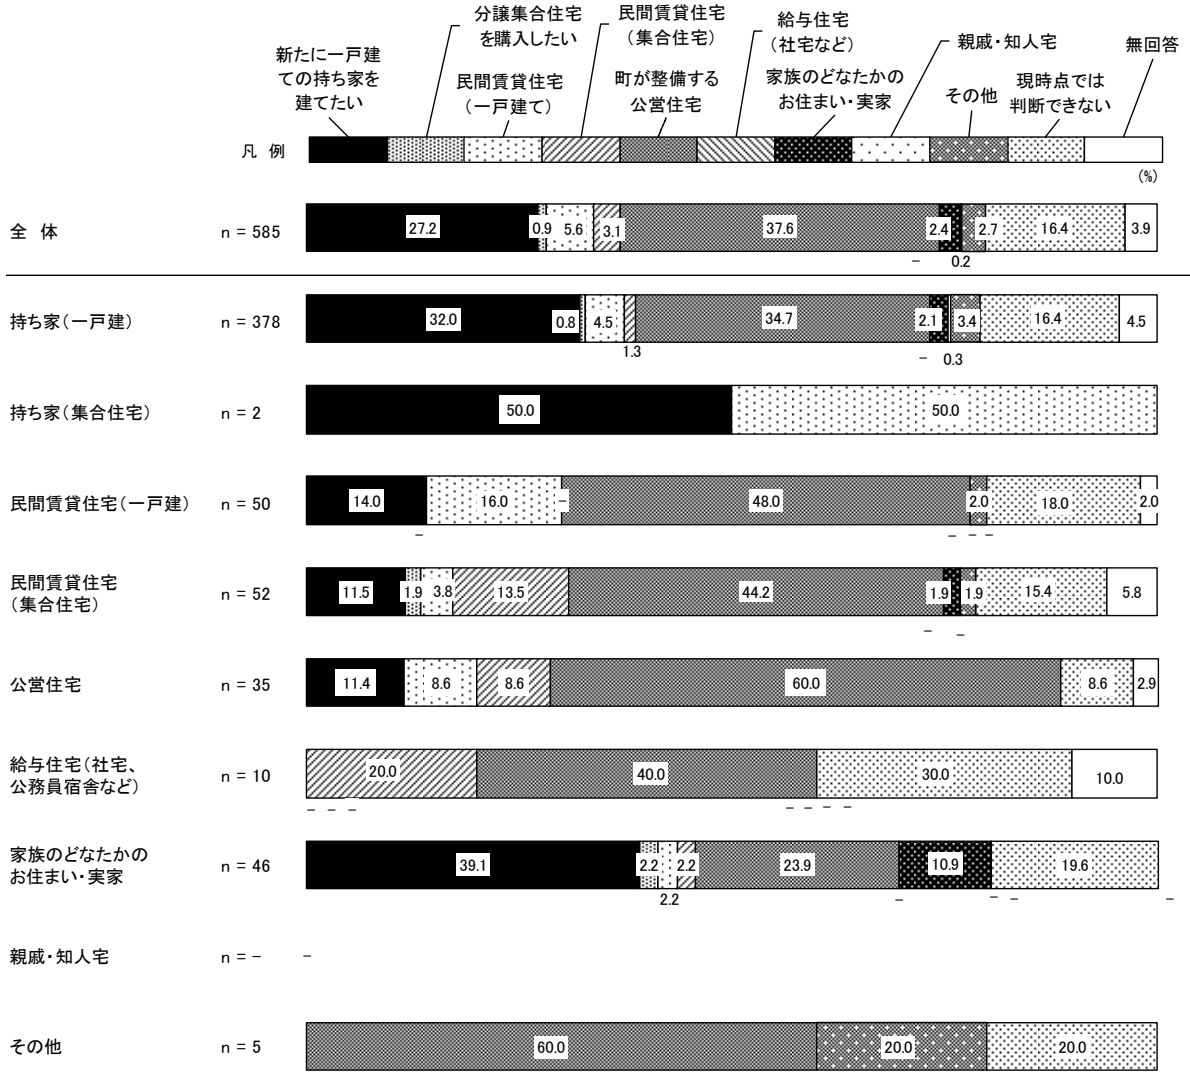 新たに一戸建
ての持ち家を
建てたい
分譲集合住宅
を購入したい
民間賃貸住宅
（一戸建て）
民間賃貸住宅
（集合住宅）
町が整備する
公営住宅
給与住宅
（社宅など）
家族のどなたかの
お住まい・実家
親戚・知人宅
その他
現時点では
判断できない
無回答
凡 例
(%)
全 体 n = 585 27.2 0.9 5.6 3.1 37.6 2.4 2.7 16.4 3.9
− 0.2
持ち家（一戸建） n = 378 32.0 0.8 4.5 34.7 2.1 3.4 16.4 4.5
1.3 − 0.3
持ち家（集合住宅） n = 2 50.0 50.0
民間賃貸住宅（一戸建） n = 50 14.0 16.0 − 48.0 2.0 18.0 2.0
− − − −
民間賃貸住宅
（集合住宅） n = 52 11.5 1.9 3.8 13.5 44.2 1.9 1.9 15.4 5.8
− −
公営住宅 n = 35 11.4 8.6 8.6 60.0 8.6 2.9
給与住宅（社宅、
公務員宿舎など） n = 10 20.0 40.0 30.0 10.0
− − − − − − −
家族のどなたかの
お住まい・実家 n = 46 39.1 2.2 2.2 23.9 10.9 19.6
2.2 − − − −
親戚・知人宅 n = − −
その他 n = 5 60.0 20.0 20.0